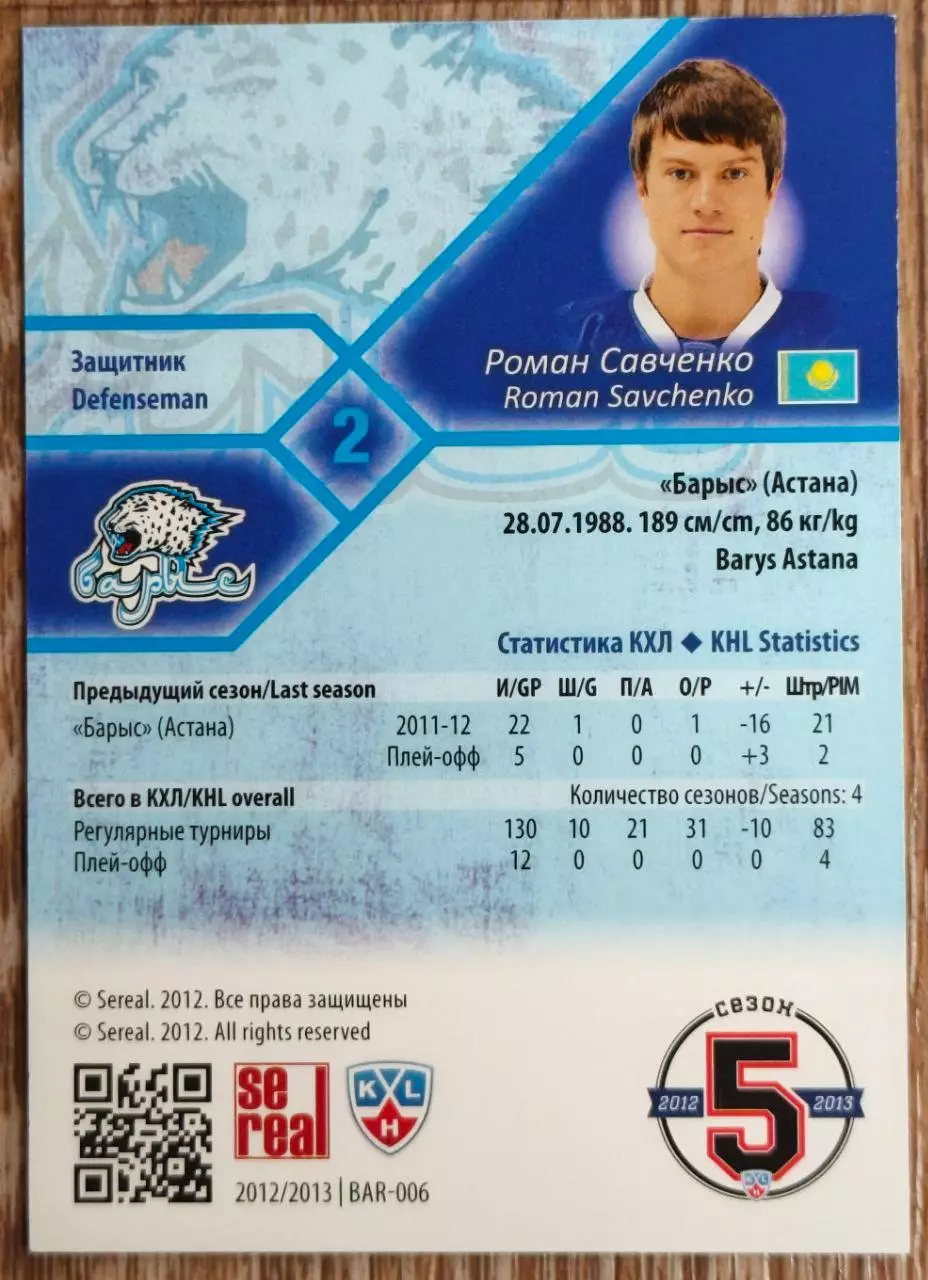 Защитник
Defenseman
2
Роман Савченко
Roman Savchenko
барыс
«Барыс» (Астана)
28.07.1988. 189 см/cm, 86 кг/kg
Barys Astana
Статистика КХЛ ◆ KHL Statistics
Предыдущий сезон/Last season И/GP Ш/G П/A О/P +/- Штр/PIM
«Барыс» (Астана) 2011-12 22 1 0 1 -16 21
Плей-офф 5 0 0 0 +3 2
Всего в КХЛ/KHL overall Количество сезонов/Seasons: 4
Регулярные турниры 130 10 21 31 -10 83
Плей-офф 12 0 0 0 0 4
© Sereal. 2012. Все права защищены
© Sereal. 2012. All rights reserved
se
real
КХЛ
H
2012/2013 | BAR-006
СЕЗОН
2012 5 2013
КХЛ